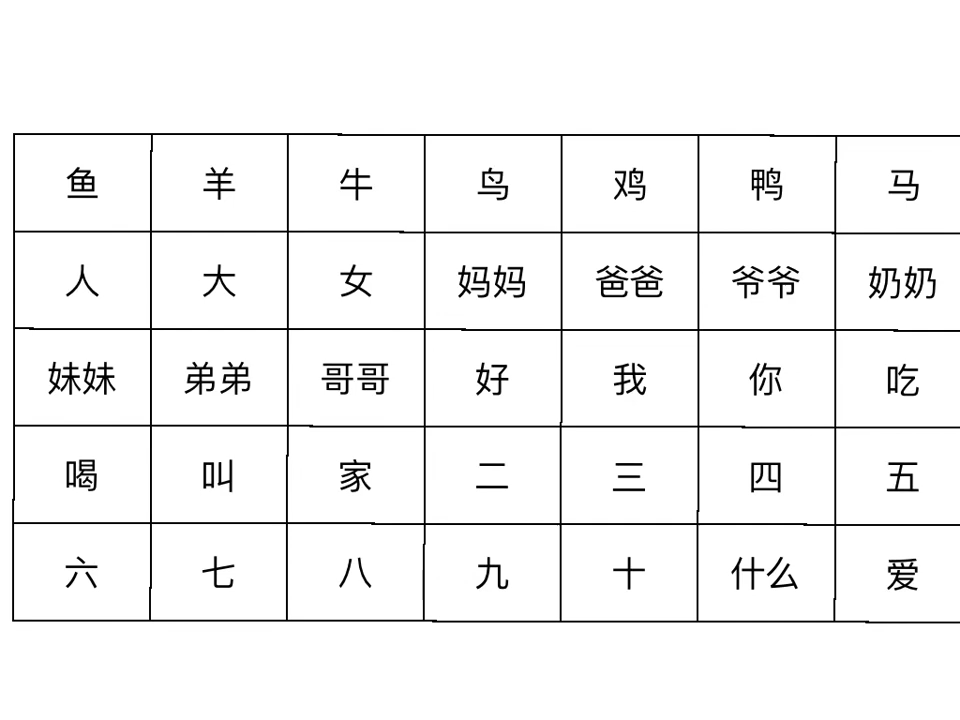 鱼 羊 牛 鸟 鸡 鸭 马
人 大 女 妈妈 爸爸 爷爷 奶奶
妹妹 弟弟 哥哥 好 我 你 吃
喝 叫 家 二 三 四 五
六 七 八 九 十 什么 爱